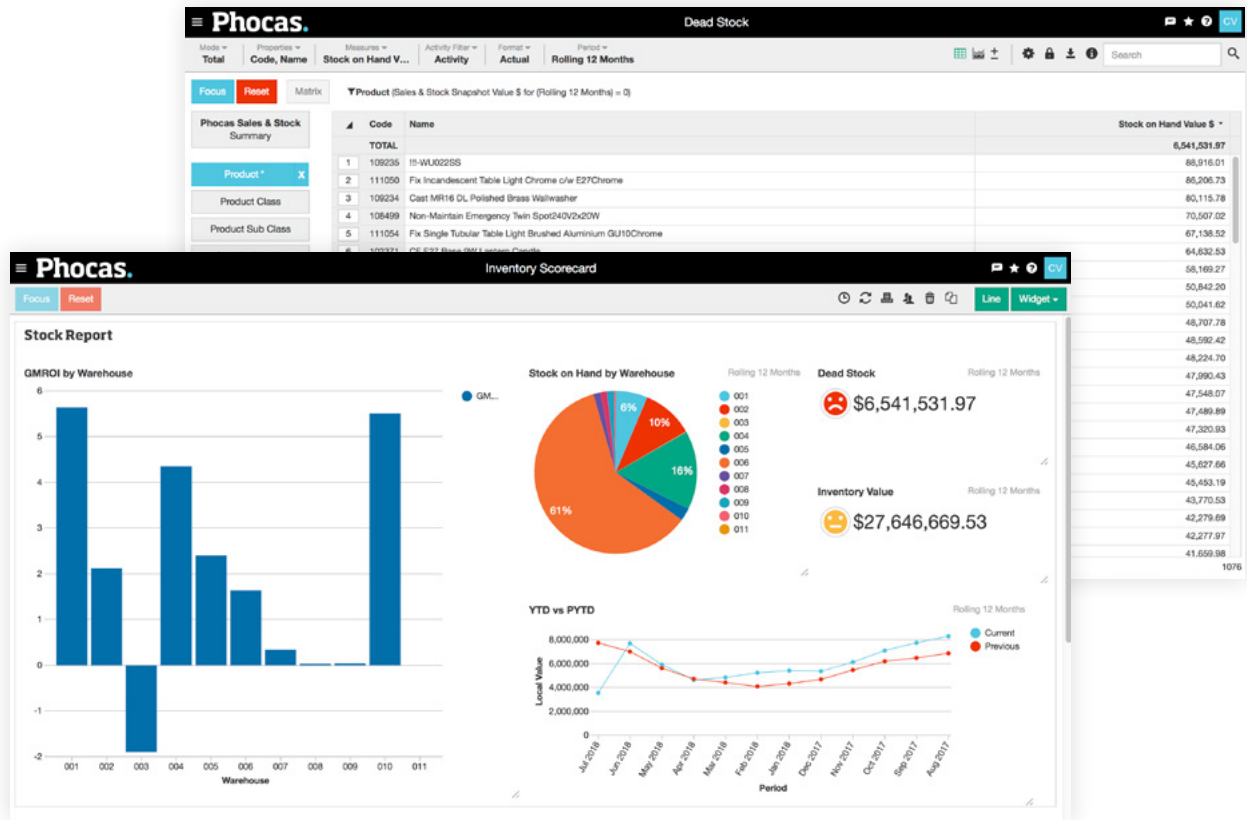 Phocas.
Dead Stock
CV
Mode
Total
Properties
Code, Name
Measures
Stock on Hand V...
Activity Filter
Activity
Format
Actual
Period
Rolling 12 Months
Search
Focus
Reset
Matrix
Product (Sales & Stock Snapshot Value $ for (Rolling 12 Months) = 0)
Phocas Sales & Stock
Summary
Product *
X
Product Class
Product Sub Class
Code Name Stock on Hand Value $
TOTAL 6,541,531.97
1 109235 !!!-WU022SS 88,916.01
2 111050 Fix Incandescent Table Light Chrome c/w E27Chrome 86,206.73
3 109234 Cast MR16 DL Polished Brass Wallwasher 80,115.78
4 108499 Non-Maintain Emergency Twin Spot240V2x20W 70,507.02
5 111054 Fix Single Tubular Table Light Brushed Aluminium GU10Chrome 67,138.52
64,632.53
58,169.27
50,842.20
50,041.62
48,707.78
48,592.42
48,224.70
47,990.43
47,548.07
47,489.89
47,320.93
46,584.06
45,627.66
45,453.19
43,770.53
42,279.69
42,277.97
41,659.98
1076
Phocas.
Inventory Scorecard
CV
Focus
Reset
Line
Widget
Stock Report
GMROI by Warehouse
GM...
6
5
4
3
2
1
0
-1
-2
001 002 003 004 005 006 007 008 009 010 011
Warehouse
Stock on Hand by Warehouse
Rolling 12 Months
6%
10%
16%
61%
001
002
003
004
005
006
007
008
009
010
011
Dead Stock
Rolling 12 Months
$6,541,531.97
Inventory Value
Rolling 12 Months
$27,646,669.53
YTD vs PYTD
Rolling 12 Months
Current
Previous
Local Value
8,000,000
6,000,000
4,000,000
2,000,000
0
Jul 2018 Jun 2018 May 2018 Apr 2018 Mar 2018 Feb 2018 Jan 2018 Dec 2017 Nov 2017 Oct 2017 Sep 2017 Aug 2017
Period